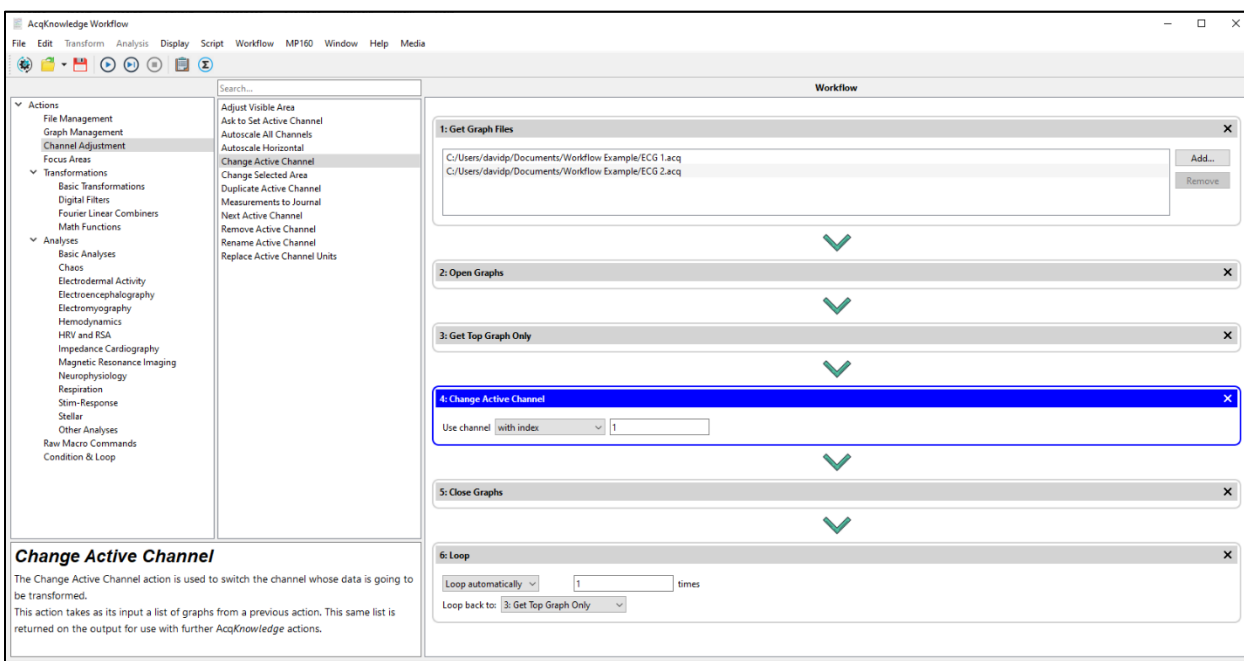 AcqKnowledge Workflow
File Edit Transform Analysis Display Script Workflow MP160 Window Help Media
Search...
Workflow
Actions
File Management
Graph Management
Channel Adjustment
Focus Areas
Transformations
Basic Transformations
Digital Filters
Fourier Linear Combiners
Math Functions
Analyses
Basic Analyses
Chaos
Electrodermal Activity
Electroencephalography
Electromyography
Hemodynamics
HRV and RSA
Impedance Cardiography
Magnetic Resonance Imaging
Neurophysiology
Respiration
Stim-Response
Stellar
Other Analyses
Raw Macro Commands
Condition & Loop
Adjust Visible Area
Ask to Set Active Channel
Autoscale All Channels
Autoscale Horizontal
Change Active Channel
Change Selected Area
Duplicate Active Channel
Measurements to Journal
Next Active Channel
Remove Active Channel
Rename Active Channel
Replace Active Channel Units
Change Active Channel
The Change Active Channel action is used to switch the channel whose data is going to
be transformed.
This action takes as its input a list of graphs from a previous action. This same list is
returned on the output for use with further AcqKnowledge actions.
1: Get Graph Files
C:/Users/davidp/Documents/Workflow Example/ECG 1.acq
C:/Users/davidp/Documents/Workflow Example/ECG 2.acq
Add...
Remove
2: Open Graphs
3: Get Top Graph Only
4: Change Active Channel
Use channel with index 1
5: Close Graphs
6: Loop
Loop automatically 1 times
Loop back to: 3: Get Top Graph Only